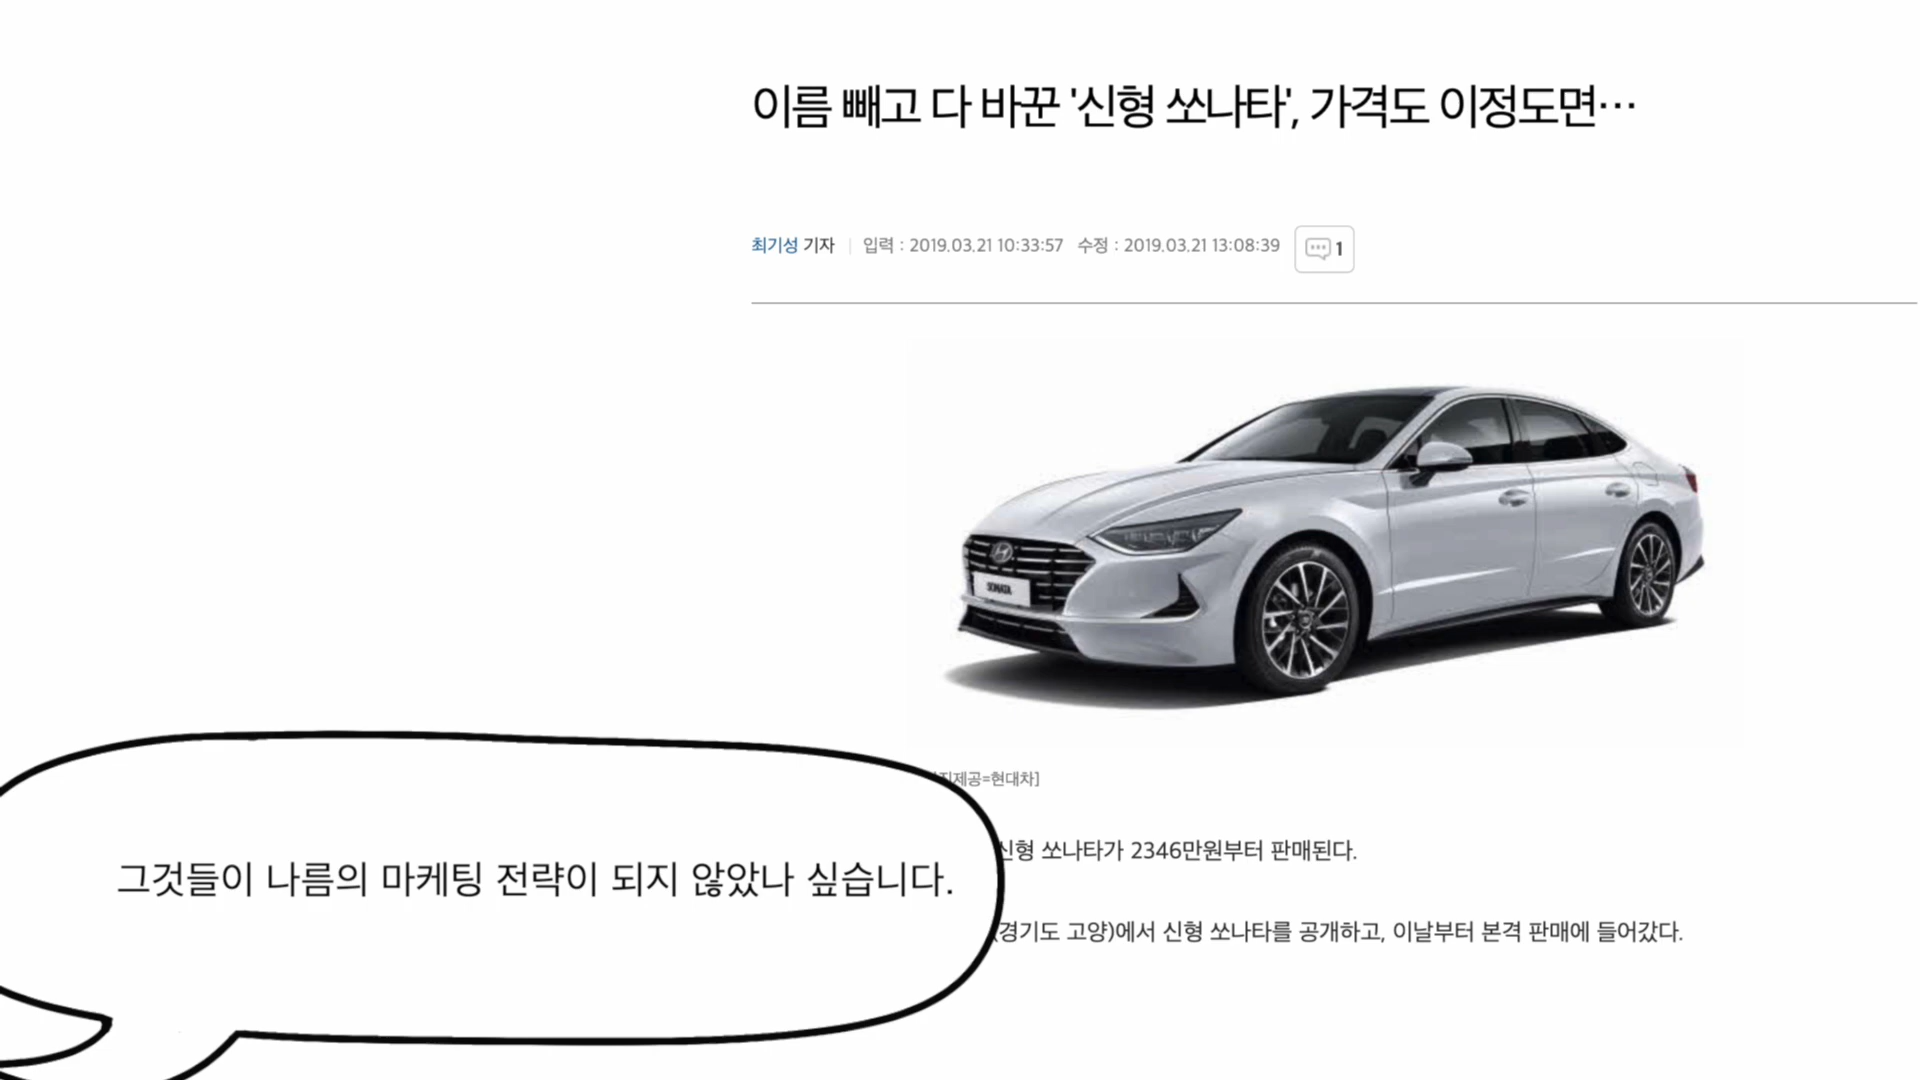 이름 빼고 다 바꾼 '신형 쏘나타', 가격도 이정도면…
최기성 기자 | 입력 : 2019.03.21 10:33:57 수정 : 2019.03.21 13:08:39 1
SONATA
제공=현대차]
신형 쏘나타가 2346만원부터 판매된다.
그것들이 나름의 마케팅 전략이 되지 않았나 싶습니다.
(경기도 고양)에서 신형 쏘나타를 공개하고, 이날부터 본격 판매에 들어갔다.